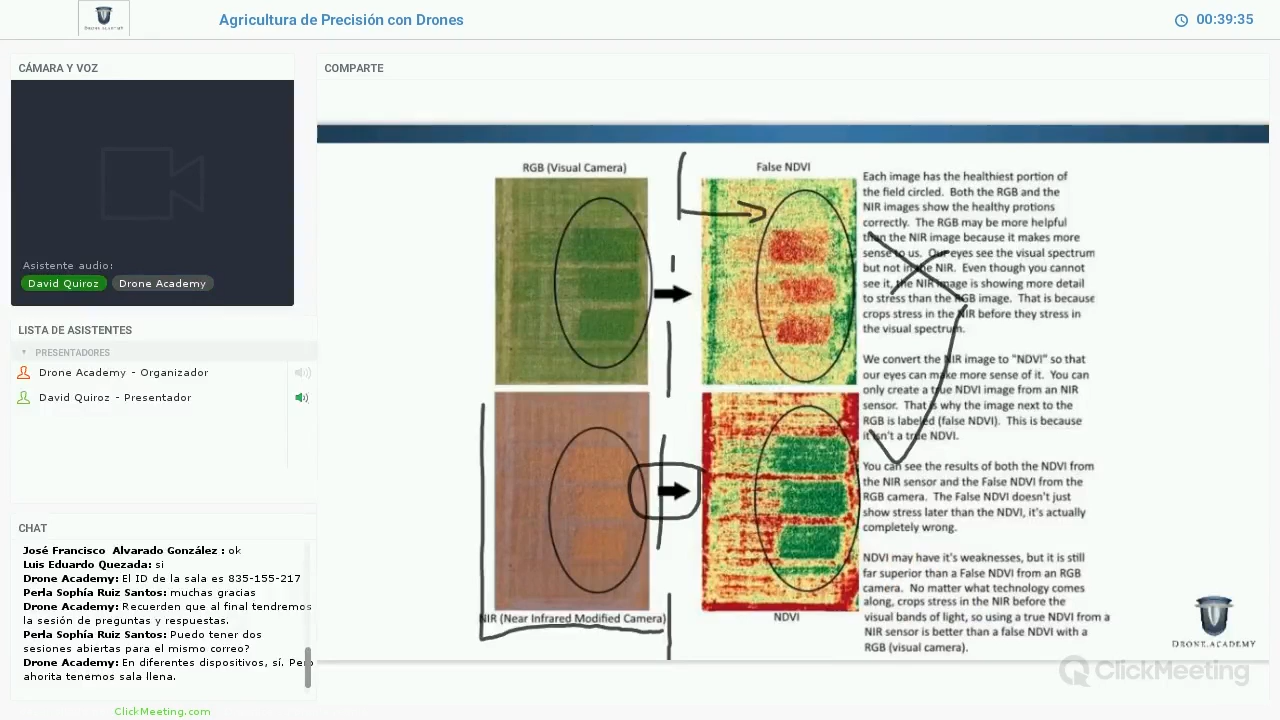 DRONE ACADEMY
Agricultura de Precisión con Drones
00:39:35
CÁMARA Y VOZ
Asistente audio:
David Quiroz
Drone Academy
LISTA DE ASISTENTES
PRESENTADORES
Drone Academy - Organizador
David Quiroz - Presentador
CHAT
José Francisco Alvarado González : ok
Luis Eduardo Quezada: si
Drone Academy: El ID de la sala es 835-155-217
Perla Sophía Ruiz Santos: muchas gracias
Drone Academy: Recuerden que al final tendremos
la sesión de preguntas y respuestas.
Perla Sophía Ruiz Santos: Puedo tener dos
sesiones abiertas para el mismo correo?
Drone Academy: En diferentes dispositivos, sí. Pero
ahorita tenemos sala llena.
ClickMeeting.com
COMPARTE
RGB (Visual Camera)
False NDVI
NIR (Near Infrared Modified Camera)
NDVI
Each image has the healthiest portion of
the field circled. Both the RGB and the
NIR images show the healthy protions
correctly. The RGB may be more helpful
than the NIR image because it makes more
sense to us. Our eyes see the visual spectrum
but not in the NIR. Even though you cannot
see it, the NIR image is showing more detail
to stress than the RGB image. That is because
crops stress in the NIR before they stress in
the visual spectrum.
We convert the NIR image to "NDVI" so that
our eyes can make more sense of it. You can
only create a true NDVI image from an NIR
sensor. That is why the image next to the
RGB is labeled (false NDVI). This is because
it isn't a true NDVI.
You can see the results of both the NDVI from
the NIR sensor and the False NDVI from the
RGB camera. The False NDVI doesn't just
show stress later than the NDVI, it's actually
completely wrong.
NDVI may have it's weaknesses, but it is still
far superior than a False NDVI from an RGB
camera. No matter what technology comes
along, crops stress in the NIR before the
visual bands of light, so using a true NDVI from a
NIR sensor is better than a false NDVI with a
RGB (visual camera).
DRONE.ACADEMY
ClickMeeting